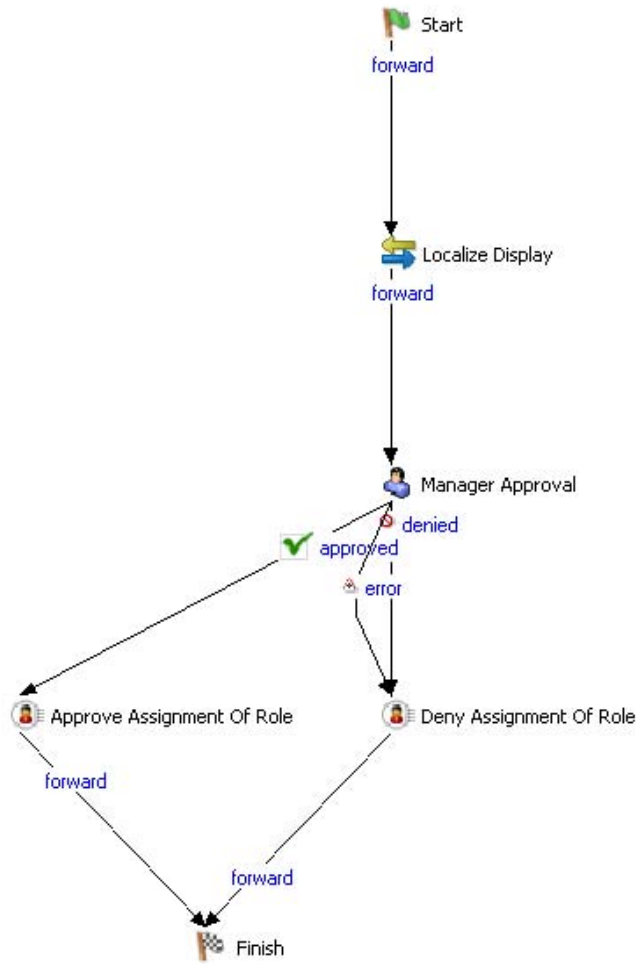 Start
forward
Localize Display
forward
Manager Approval
denied
approved
error
Approve Assignment Of Role
Deny Assignment Of Role
forward
forward
Finish